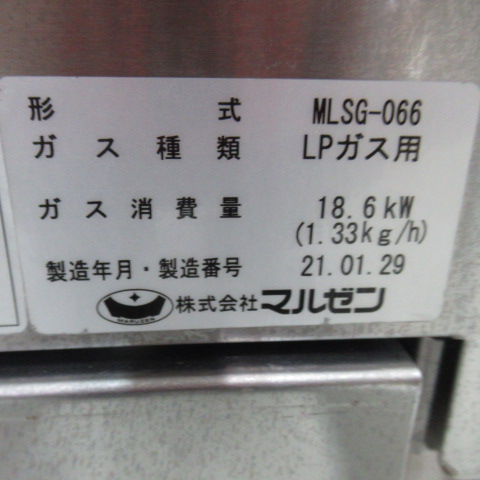 形式 MLSG-066
ガス種類 LPガス用
ガス消費量 18.6kW
(1.33kg/h)
製造年月・製造番号 21.01.29
MARUZEN 株式会社マルゼン